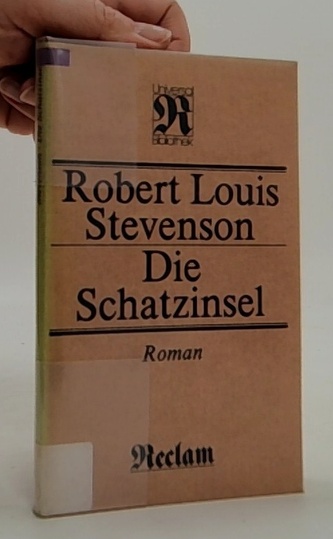 Universal
R
Bibliothek
Robert Louis
Stevenson
Die
Schatzinsel
Roman
Reclam